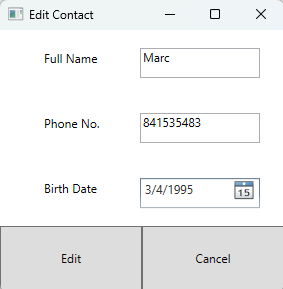 Edit Contact
Full Name Marc
Phone No. 841535483
Birth Date 3/4/1995 15
Edit Cancel